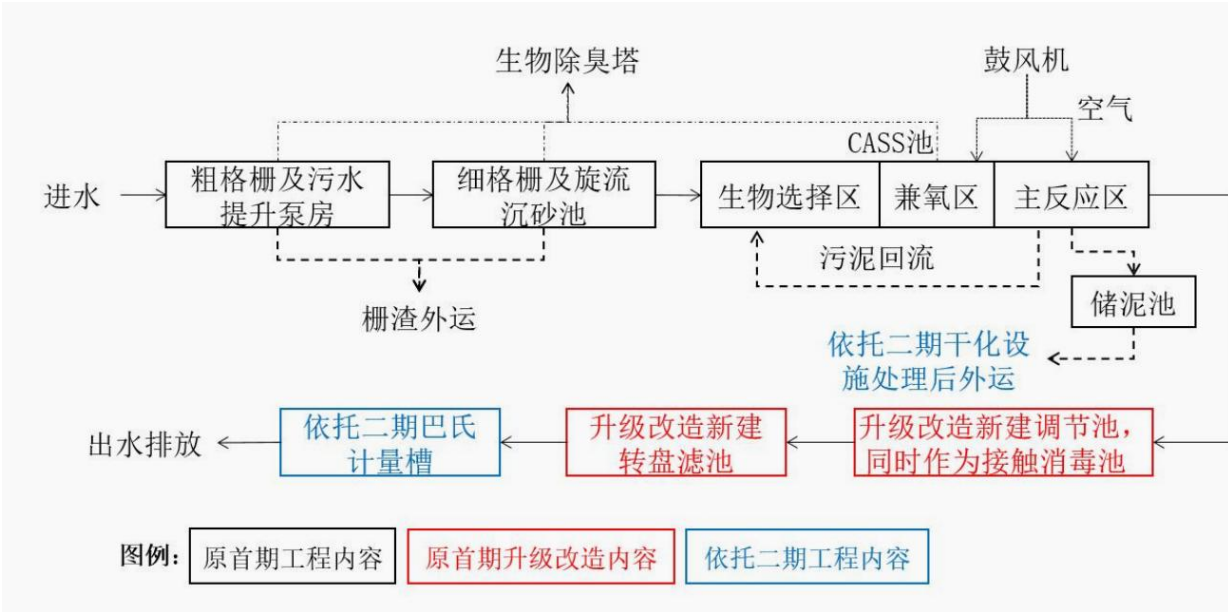 生物除臭塔
鼓风机
空气
CASS池
进水
粗格栅及污水
提升泵房
细格栅及旋流
沉砂池
生物选择区
兼氧区
主反应区
污泥回流
栅渣外运
储泥池
依托二期干化设
施处理后外运
出水排放
依托二期巴氏
计量槽
升级改造新建
转盘滤池
升级改造新建调节池，
同时作为接触消毒池
图例：
原首期工程内容
原首期升级改造内容
依托二期工程内容